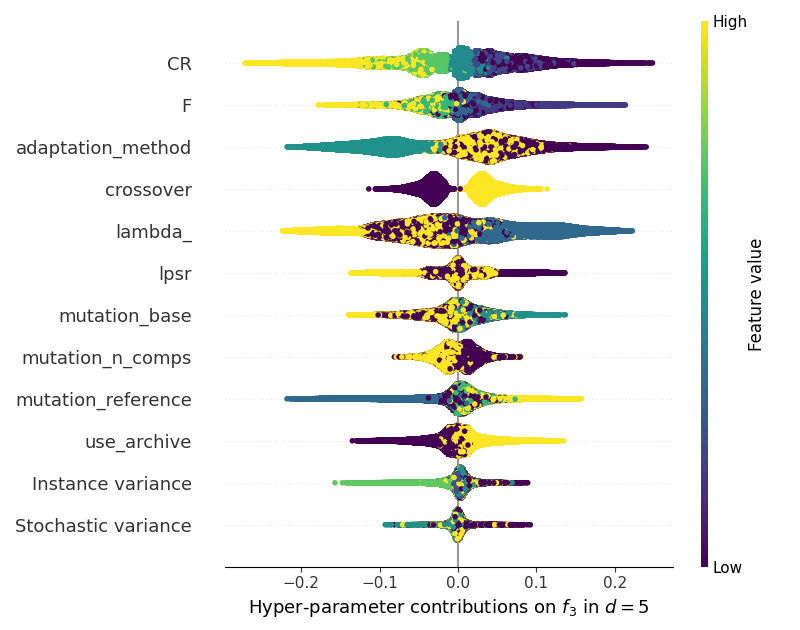 High
CR
F
adaptation_method
crossover
lambda_
lpsr
mutation_base
mutation_n_comps
mutation_reference
use_archive
Instance variance
Stochastic variance
Feature value
Low
−0.2 −0.1 0.0 0.1 0.2
Hyper-parameter contributions on f₃ in d = 5